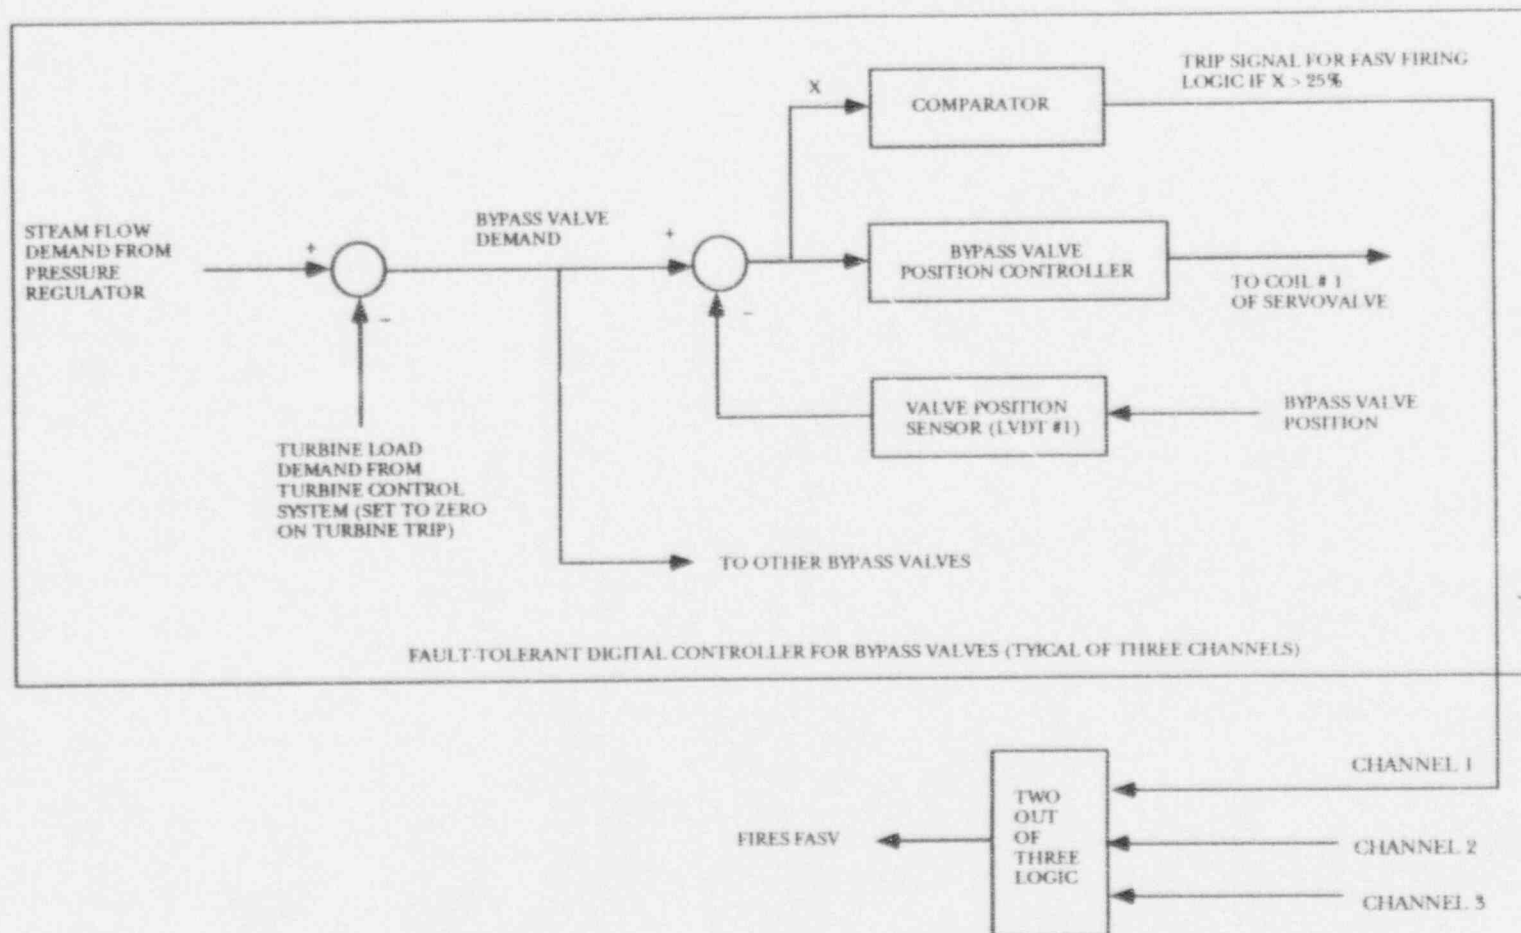 TRIP SIGNAL FOR FASV FIRING
LOGIC IF X > 25%
X
COMPARATOR
STEAM FLOW
DEMAND FROM
PRESSURE
REGULATOR
+
BYPASS VALVE
DEMAND
+
BYPASS VALVE
POSITION CONTROLLER
TO COIL # 1
OF SERVOVALVE
-
-
VALVE POSITION
SENSOR (LVDT #1)
BYPASS VALVE
POSITION
TURBINE LOAD
DEMAND FROM
TURBINE CONTROL
SYSTEM (SET TO ZERO
ON TURBINE TRIP)
TO OTHER BYPASS VALVES
FAULT-TOLERANT DIGITAL CONTROLLER FOR BYPASS VALVES (TYICAL OF THREE CHANNELS)
CHANNEL 1
TWO
OUT
OF
THREE
LOGIC
FIRES FASV
CHANNEL 2
CHANNEL 3